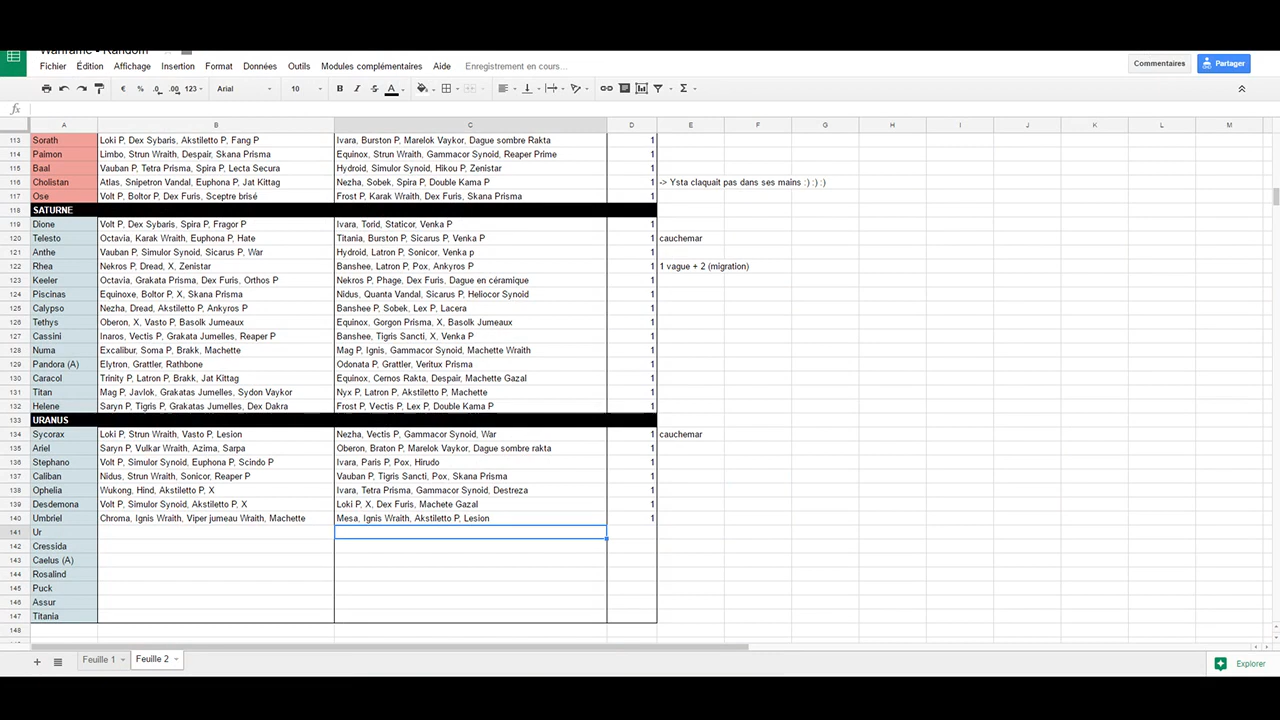 Warframe - Random
Fichier Édition Affichage Insertion Format Données Outils Modules complémentaires Aide Enregistrement en cours...
Commentaires Partager
€ % .0 .00 123 Arial 10 B I S A Σ
fx
A B C D E F G H I J K L M
113 Sorath Loki P, Dex Sybaris, Akstiletto P, Fang P Ivara, Burston P, Marelok Vaykor, Dague sombre Rakta 1
114 Paimon Limbo, Strun Wraith, Despair, Skana Prisma Equinox, Strun Wraith, Gammacor Synoid, Reaper Prime 1
115 Baal Vauban P, Tetra Prisma, Spira P, Lecta Secura Hydroid, Simulor Synoid, Hikou P, Zenistar 1
116 Cholistan Atlas, Snipetron Vandal, Euphona P, Jat Kittag Nezha, Sobek, Spira P, Double Kama P 1 -> Ysta claquait pas dans ses mains :) :) :)
117 Ose Volt P, Boltor P, Dex Furis, Sceptre brisé Frost P, Karak Wraith, Dex Furis, Skana Prisma 1
118 SATURNE
119 Dione Volt P, Dex Sybaris, Spira P, Fragor P Ivara, Torid, Staticor, Venka P 1
120 Telesto Octavia, Karak Wraith, Euphona P, Hate Titania, Burston P, Sicarus P, Venka P 1 cauchemar
121 Anthe Vauban P, Simulor Synoid, Sicarus P, War Hydroid, Latron P, Sonicor, Venka p 1
122 Rhea Nekros P, Dread, X, Zenistar Banshee, Latron P, Pox, Ankyros P 1 1 vague + 2 (migration)
123 Keeler Octavia, Grakata Prisma, Dex Furis, Orthos P Nekros P, Phage, Dex Furis, Dague en céramique 1
124 Piscinas Equinoxe, Boltor P, X, Skana Prisma Nidus, Quanta Vandal, Sicarus P, Heliocor Synoid 1
125 Calypso Nezha, Dread, Akstiletto P, Ankyros P Banshee P, Sobek, Lex P, Lacera 1
126 Tethys Oberon, X, Vasto P, Basolk Jumeaux Equinox, Gorgon Prisma, X, Basolk Jumeaux 1
127 Cassini Inaros, Vectis P, Grakata Jumelles, Reaper P Banshee, Tigris Sancti, X, Venka P 1
128 Numa Excalibur, Soma P, Brakk, Machette Mag P, Ignis, Gammacor Synoid, Machette Wraith 1
129 Pandora (A) Elytron, Grattler, Rathbone Odonata P, Grattler, Veritux Prisma 1
130 Caracol Trinity P, Latron P, Brakk, Jat Kittag Equinox, Cernos Rakta, Despair, Machette Gazal 1
131 Titan Mag P, Javlok, Grakatas Jumelles, Sydon Vaykor Nyx P, Latron P, Akstiletto P, Machette 1
132 Helene Saryn P, Tigris P, Grakatas Jumelles, Dex Dakra Frost P, Vectis P, Lex P, Double Kama P 1
133 URANUS
134 Sycorax Loki P, Strun Wraith, Vasto P, Lesion Nezha, Vectis P, Gammacor Synoid, War 1 cauchemar
135 Ariel Saryn P, Vulkar Wraith, Azima, Sarpa Oberon, Braton P, Marelok Vaykor, Dague sombre rakta 1
136 Stephano Volt P, Simulor Synoid, Euphona P, Scindo P Ivara, Paris P, Pox, Hirudo 1
137 Caliban Nidus, Strun Wraith, Sonicor, Reaper P Vauban P, Tigris Sancti, Pox, Skana Prisma 1
138 Ophelia Wukong, Hind, Akstiletto P, X Ivara, Tetra Prisma, Gammacor Synoid, Destreza 1
139 Desdemona Volt P, Simulor Synoid, Akstiletto P, X Loki P, X, Dex Furis, Machete Gazal 1
140 Umbriel Chroma, Ignis Wraith, Viper jumeau Wraith, Machette Mesa, Ignis Wraith, Akstiletto P, Lesion 1
141 Ur
142 Cressida
143 Caelus (A)
144 Rosalind
145 Puck
146 Assur
147 Titania
148
+ Feuille 1 Feuille 2 Explorer